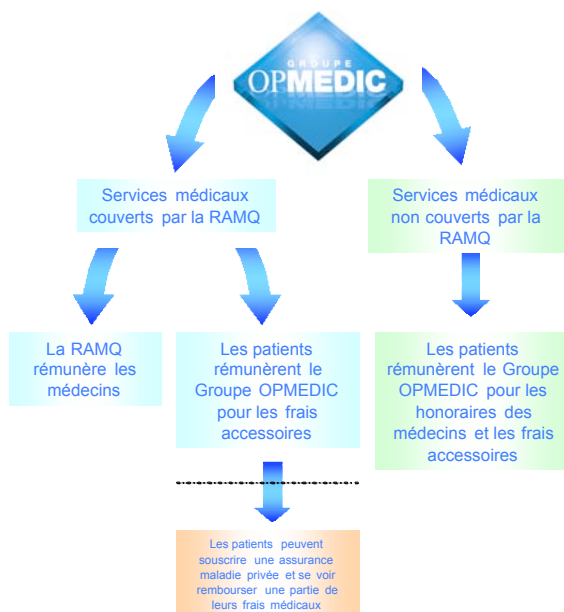 GROUPE
OPMEDIC
Services médicaux
couverts par la RAMQ
Services médicaux
non couverts par la
RAMQ
La RAMQ
rémunère les
médecins
Les patients
rémunèrent le
Groupe OPMEDIC
pour les frais
accessoires
Les patients
rémunèrent le Groupe
OPMEDIC pour les
honoraires des
médecins et les frais
accessoires
Les patients peuvent
souscrire une assurance
maladie privée et se voir
rembourser une partie de
leurs frais médicaux